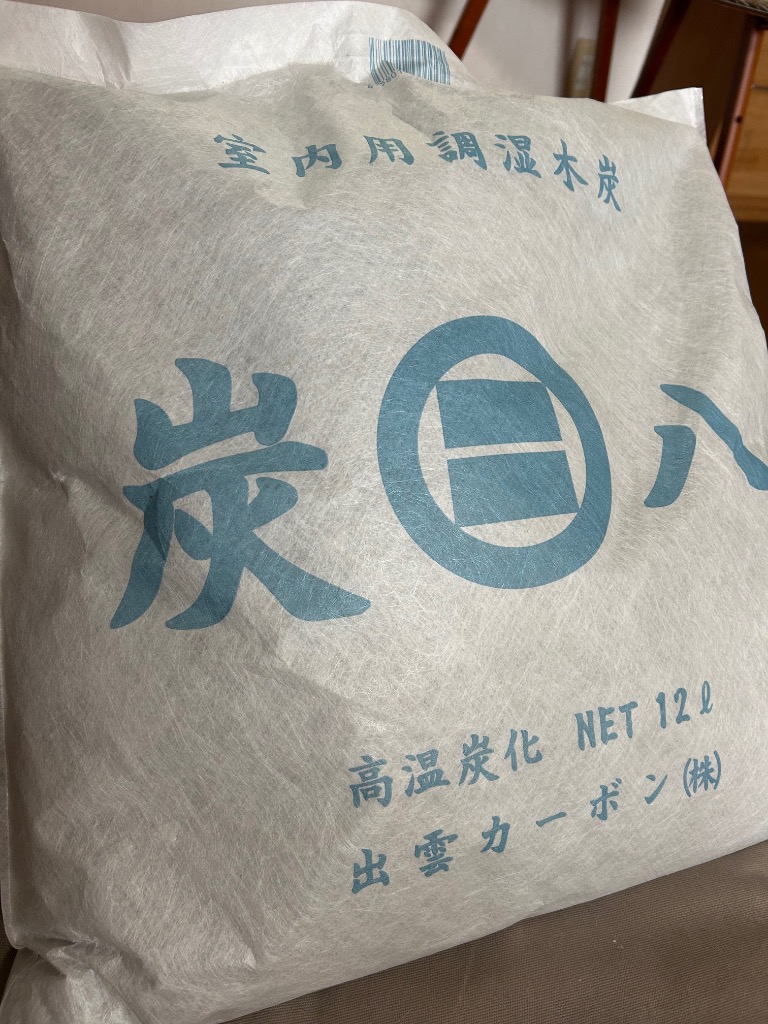 室内用調湿木炭
炭八
高温炭化 NET 12ℓ
出雲カーボン(株)